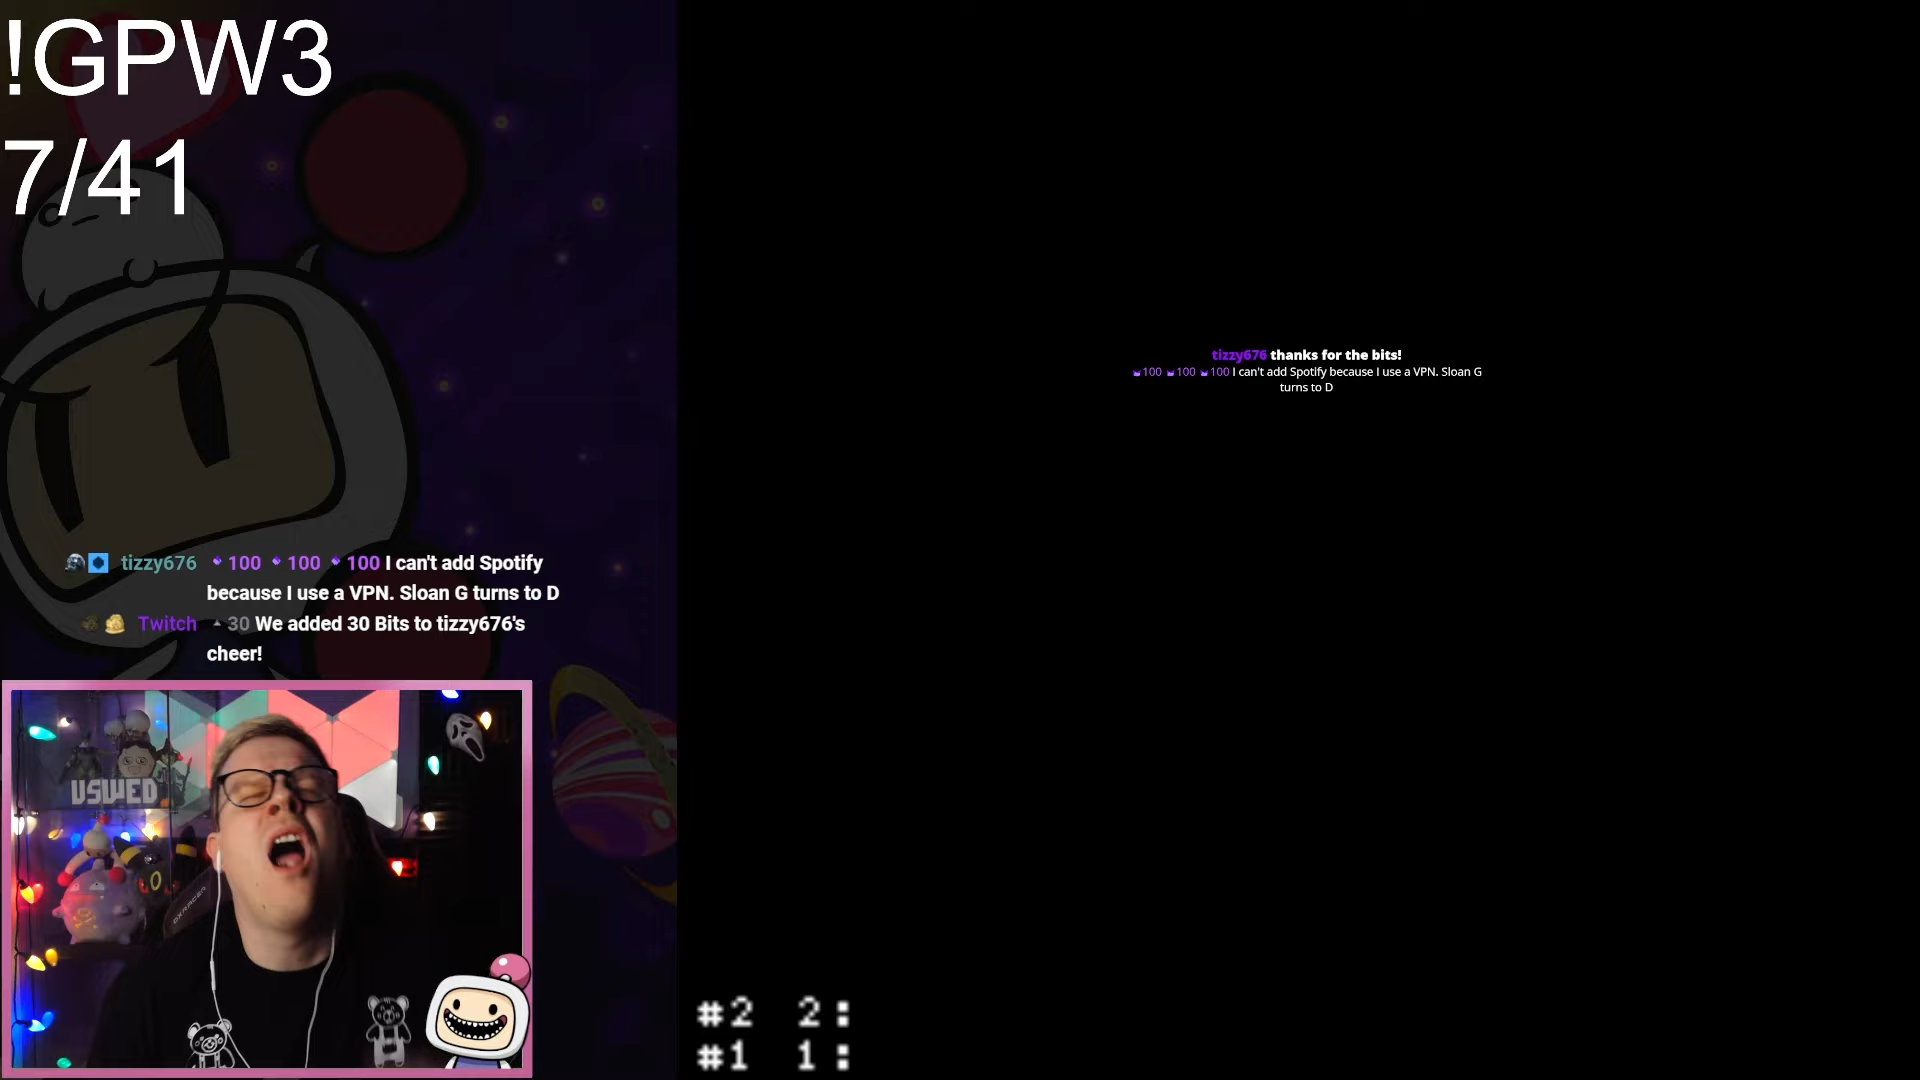 !GPW3
7/41
tizzy676 thanks for the bits!
100 100 100 I can't add Spotify because I use a VPN. Sloan G
turns to D
tizzy676 100 100 100 I can't add Spotify
because I use a VPN. Sloan G turns to D
Twitch 30 We added 30 Bits to tizzy676's
cheer!
VSWED
DXRACER
#2 2:
#1 1: